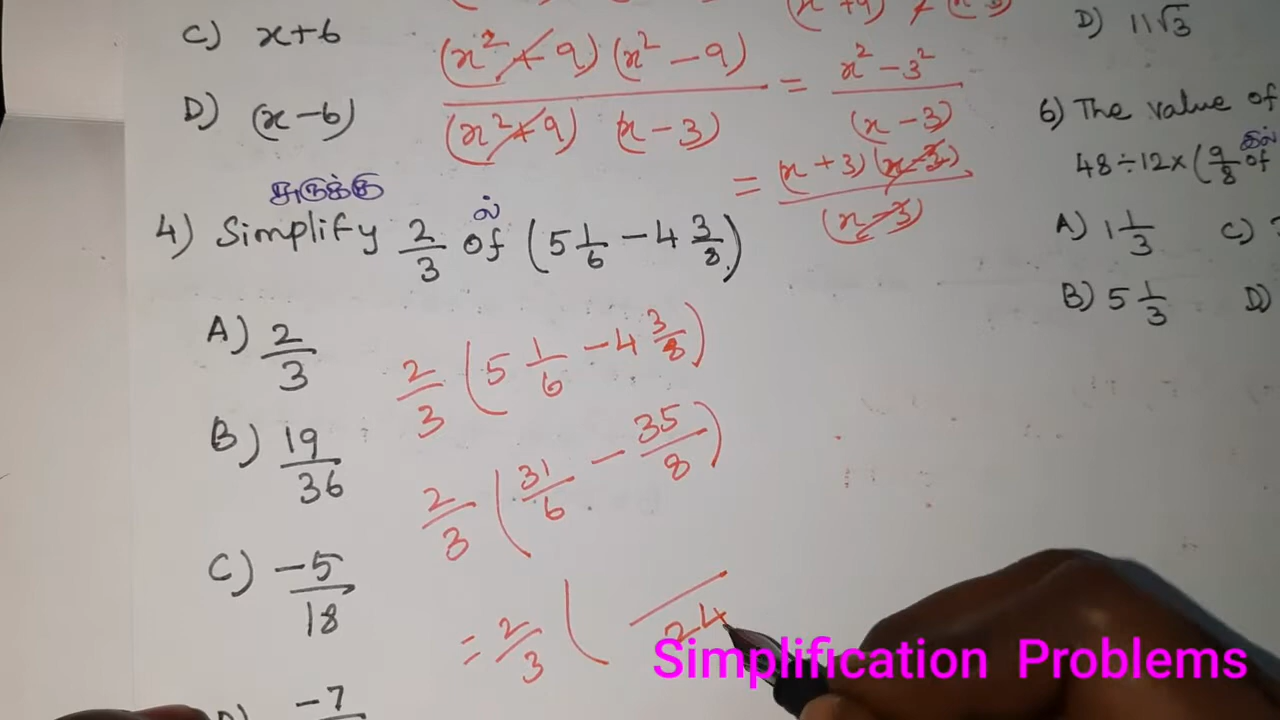 C) x+6
(x²+9) (x² - 9) / (x²+9) (x-3) = x² - 3² / (x-3)
D) (x-6)
= (x+3)(x-3) / (x-3)
சுருக்கு
ல்
4) Simplify 2/3 of (5 1/6 - 4 3/8)
A) 2/3
2/3 (5 1/6 - 4 3/8)
B) 19/36
2/3 (31/6 - 35/8)
C) -5/18
= 2/3 ( /24
-7
D) 11√3
6) The value of
இல்
48÷12×(9/8 of
A) 1 1/3 C)
B) 5 1/3 D)
Simplification Problems